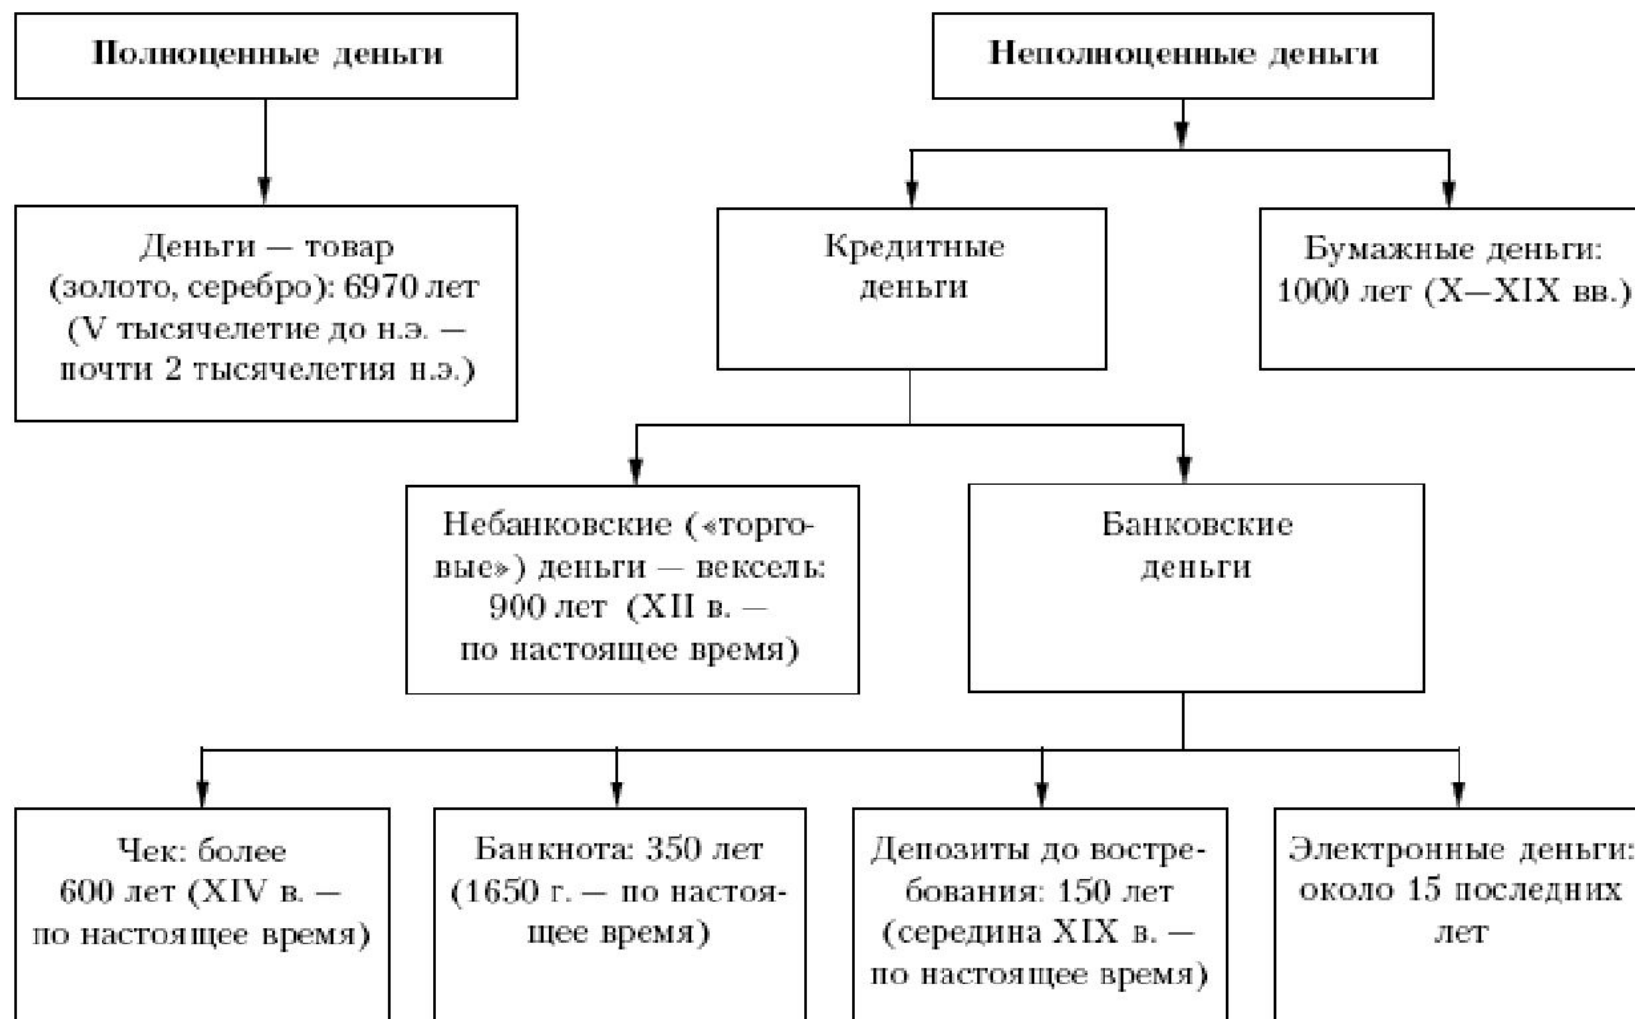 Полноценные деньги
Неполноценные деньги
Деньги — товар
(золото, серебро): 6970 лет
(V тысячелетие до н.э. —
почти 2 тысячелетия н.э.)
Кредитные
деньги
Бумажные деньги:
1000 лет (X—XIX вв.)
Небанковские («торго-
вые») деньги — вексель:
900 лет (XII в. —
по настоящее время)
Банковские
деньги
Чек: более
600 лет (XIV в. —
по настоящее время)
Банкнота: 350 лет
(1650 г. — по настоя-
щее время)
Депозиты до востре-
бования: 150 лет
(середина XIX в. —
по настоящее время)
Электронные деньги:
около 15 последних
лет